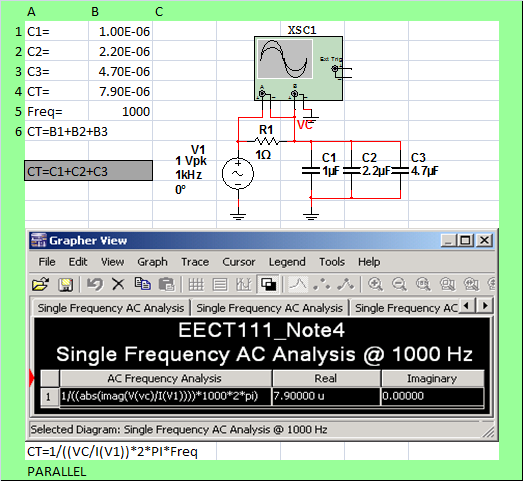 A B C
1 C1= 1.00E-06
2 C2= 2.20E-06
3 C3= 4.70E-06
4 CT= 7.90E-06
5 Freq= 1000
6 CT=B1+B2+B3
CT=C1+C2+C3
XSC1
Ext Trig
+
_
A B
+ _ + _
VC
R1
1Ω
V1
1 Vpk
1kHz
0°
C1
1µF
C2
2.2µF
C3
4.7µF
Grapher View
File Edit View Graph Trace Cursor Legend Tools Help
Single Frequency AC Analysis Single Frequency AC Analysis Single Frequency AC
EECT111_Note4
Single Frequency AC Analysis @ 1000 Hz
AC Frequency Analysis Real Imaginary
1 1/((abs(imag(V(vc)/I(V1))))*1000*2*pi) 7.90000 u 0.00000
Selected Diagram: Single Frequency AC Analysis @ 1000 Hz
CT=1/((VC/I(V1))*2*PI*Freq
PARALLEL